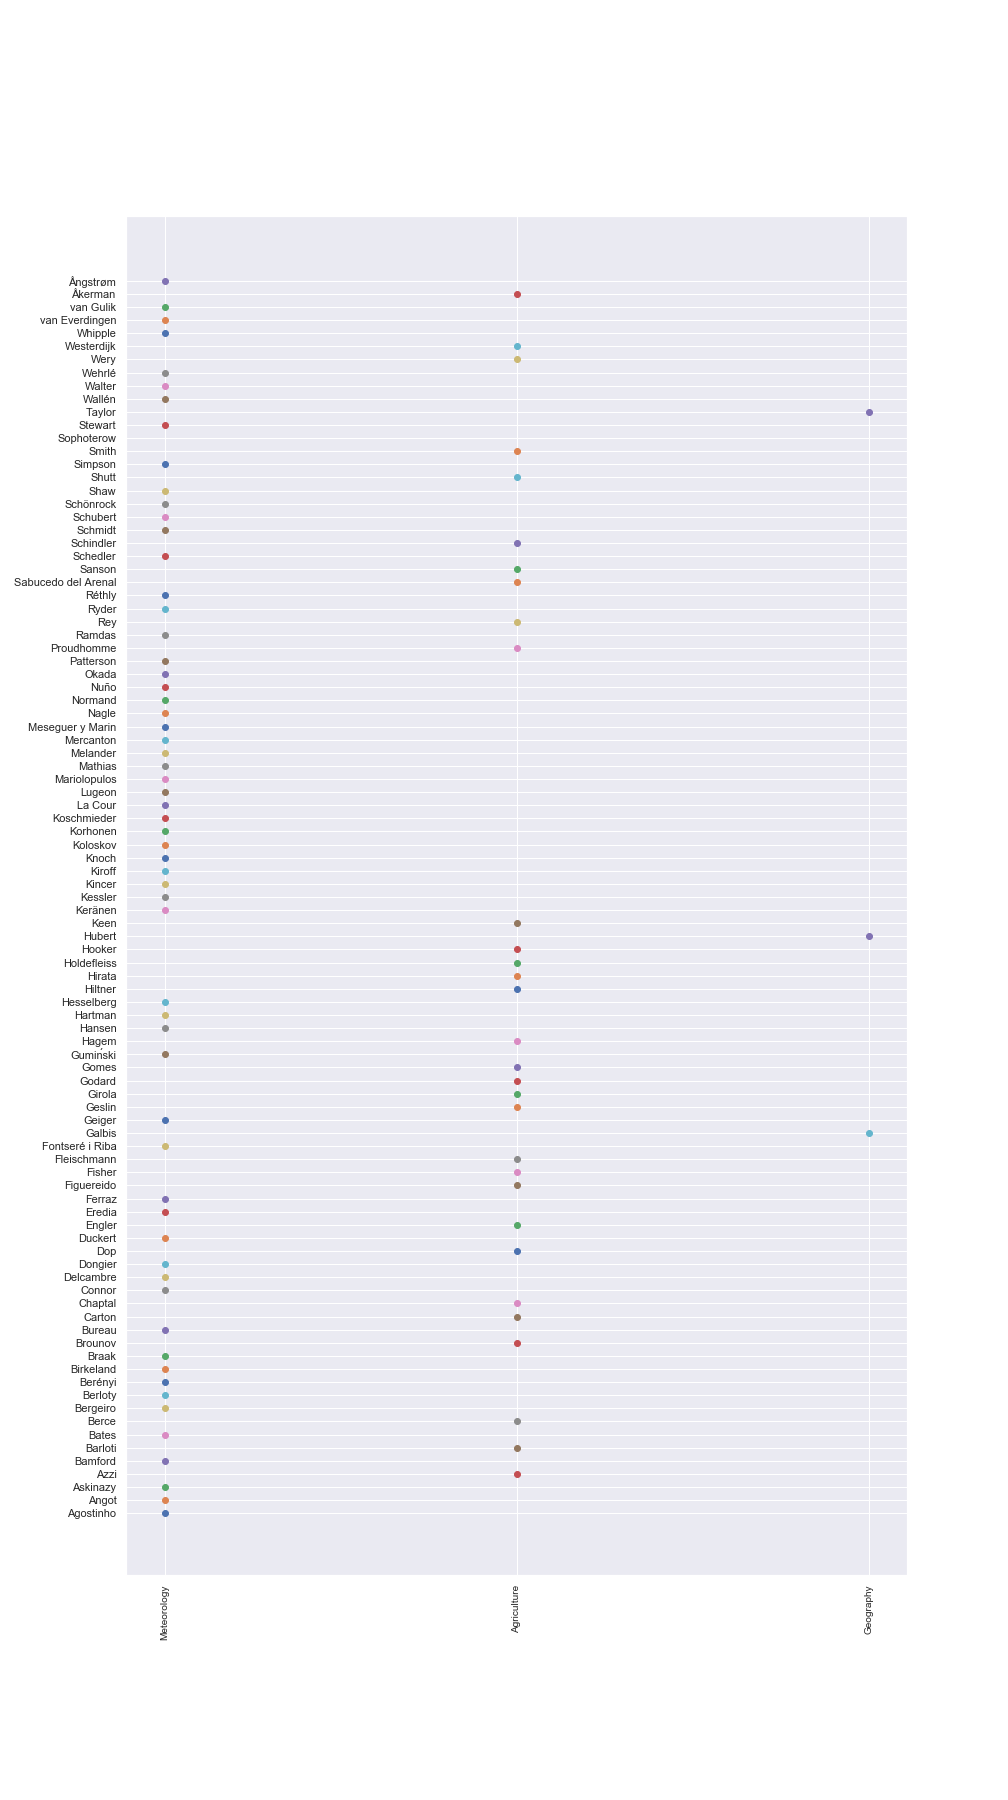 Ångstrøm
Åkerman
van Gulik
van Everdingen
Whipple
Westerdijk
Wery
Wehrlé
Walter
Wallén
Taylor
Stewart
Sophoterow
Smith
Simpson
Shutt
Shaw
Schönrock
Schubert
Schmidt
Schindler
Schedler
Sanson
Sabucedo del Arenal
Réthly
Ryder
Rey
Ramdas
Proudhomme
Patterson
Okada
Nuño
Normand
Nagle
Meseguer y Marin
Mercanton
Melander
Mathias
Mariolopulos
Lugeon
La Cour
Koschmieder
Korhonen
Koloskov
Knoch
Kiroff
Kincer
Kessler
Keränen
Keen
Hubert
Hooker
Holdefleiss
Hirata
Hiltner
Hesselberg
Hartman
Hansen
Hagem
Gumiński
Gomes
Godard
Girola
Geslin
Geiger
Galbis
Fontseré i Riba
Fleischmann
Fisher
Figuereido
Ferraz
Eredia
Engler
Duckert
Dop
Dongier
Delcambre
Connor
Chaptal
Carton
Bureau
Brounov
Braak
Birkeland
Berényi
Berloty
Bergeiro
Berce
Bates
Barloti
Bamford
Azzi
Askinazy
Angot
Agostinho
Meteorology
Agriculture
Geography